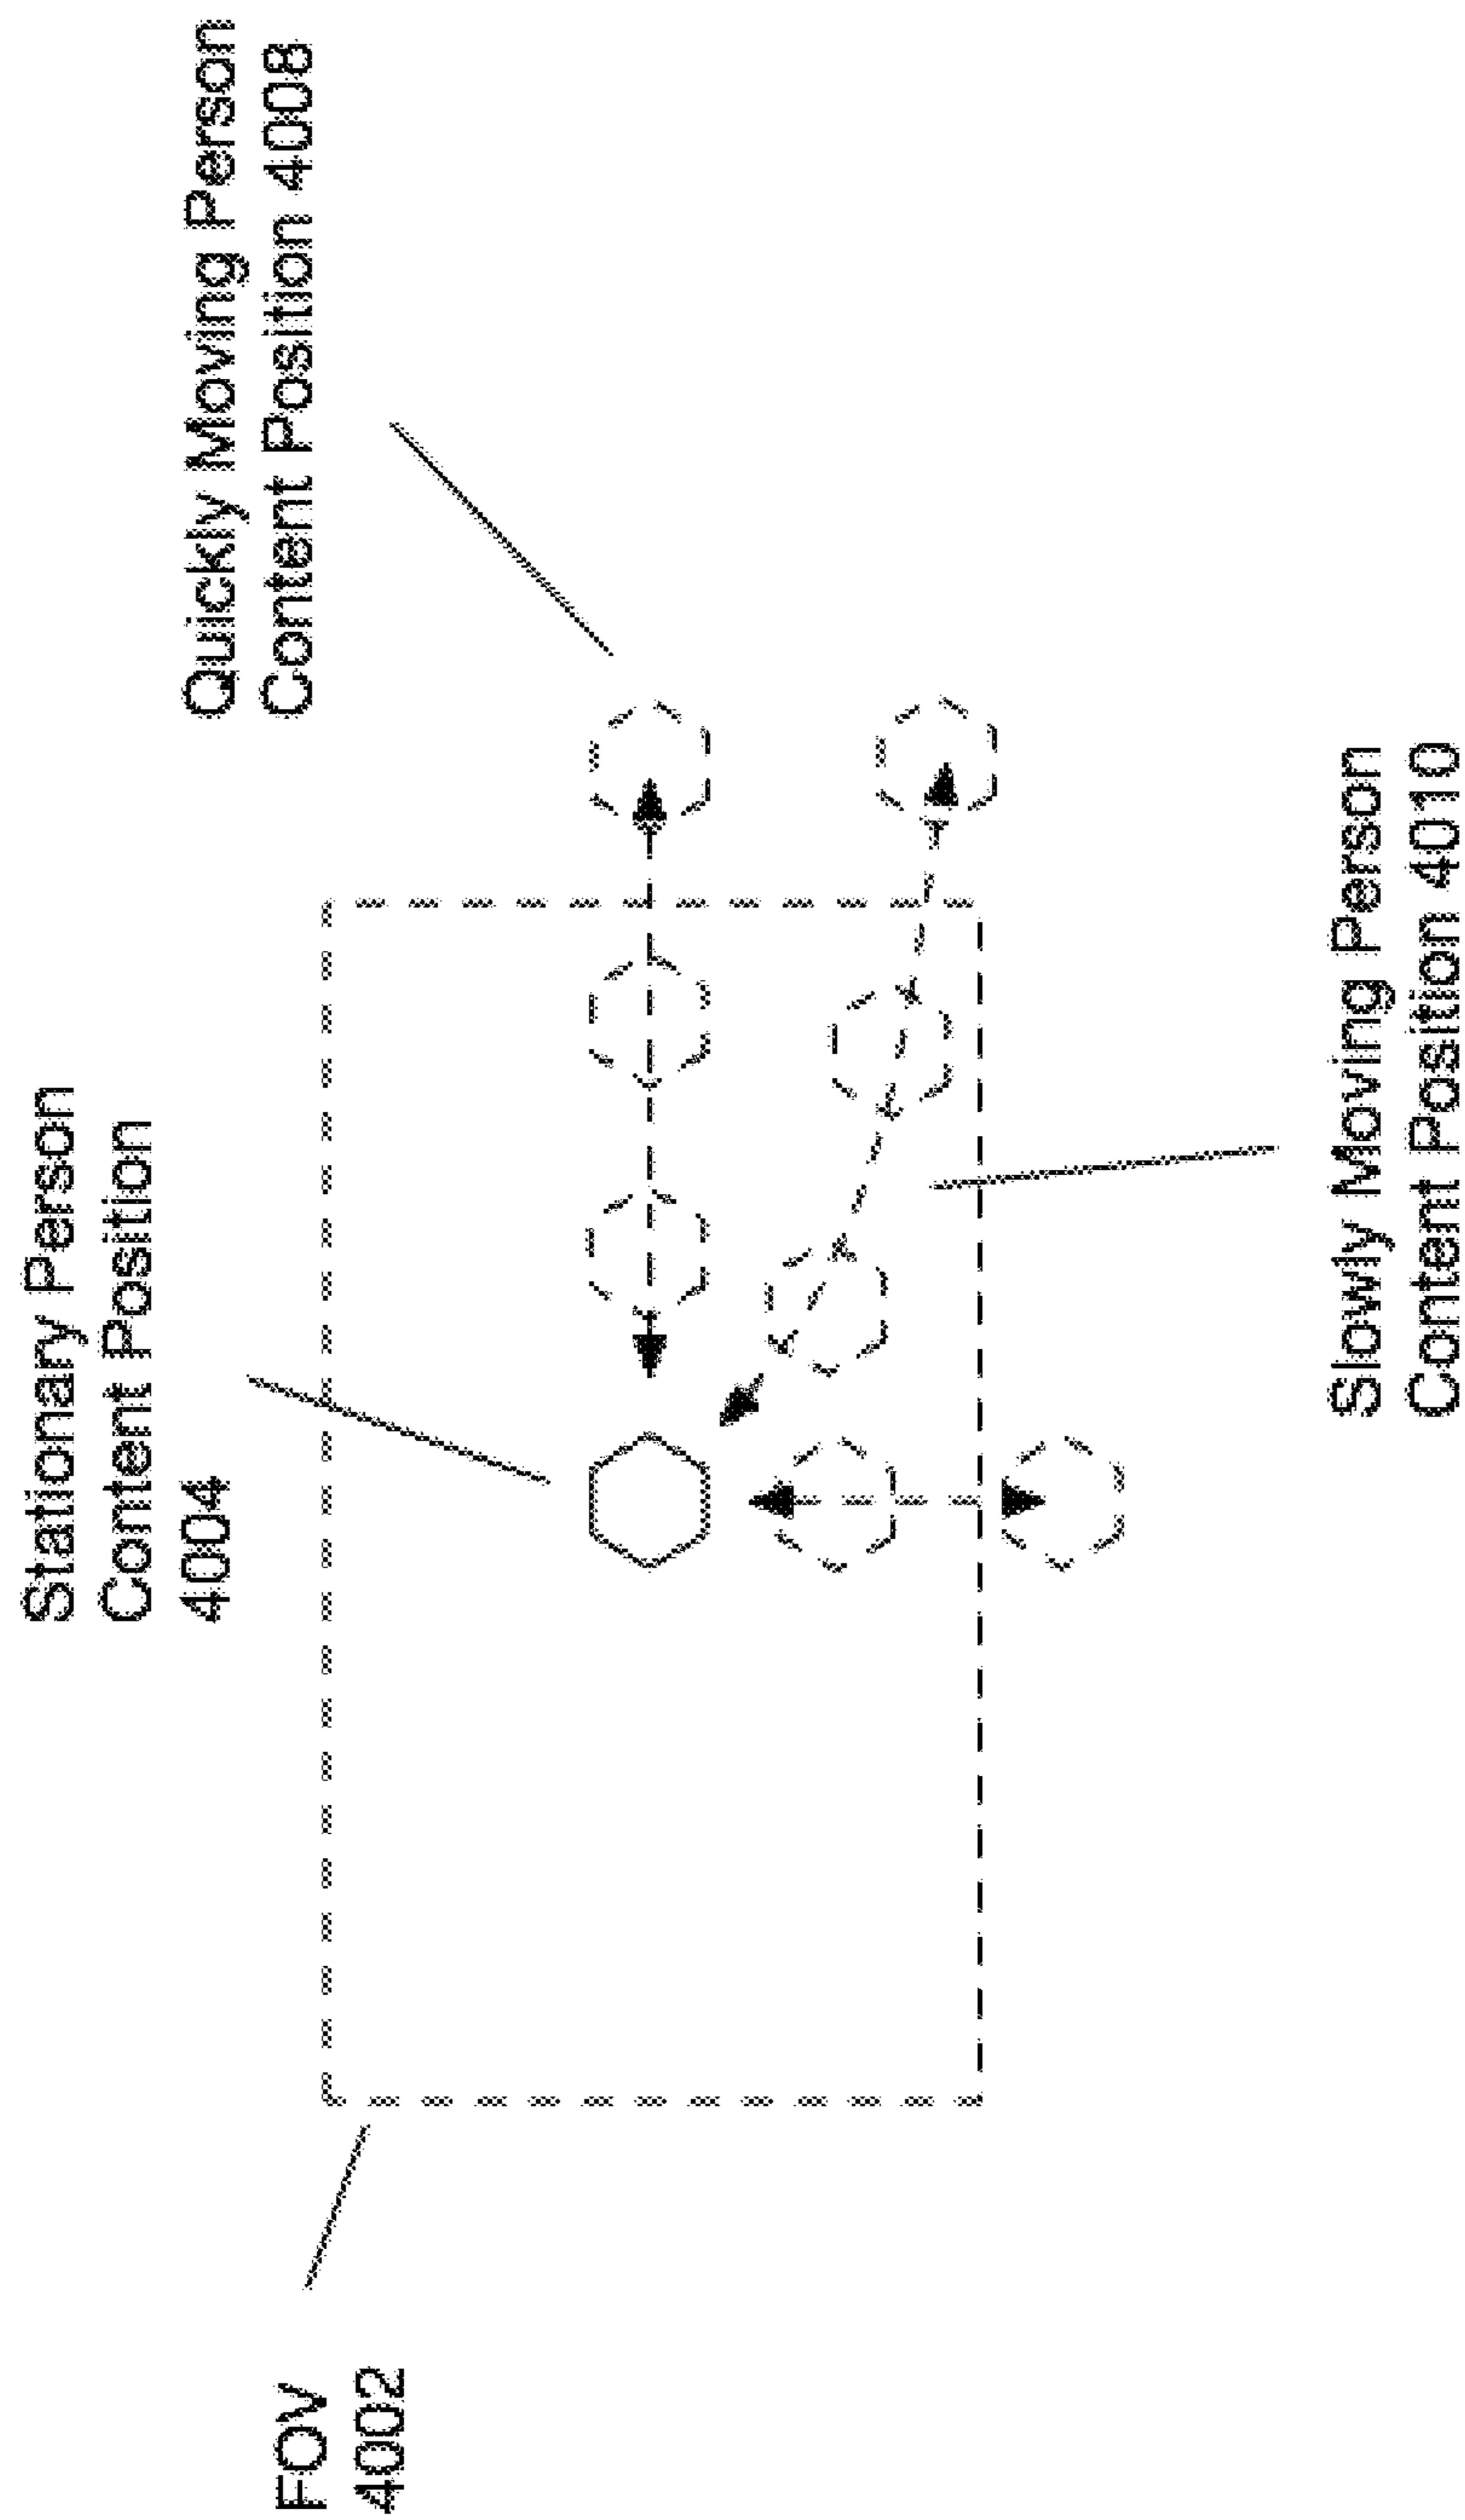 Stationary Person
Content Position
4004
Quickly Moving Person
Content Position 4008
FOV
4002
Slowly Moving Person
Content Position 4010